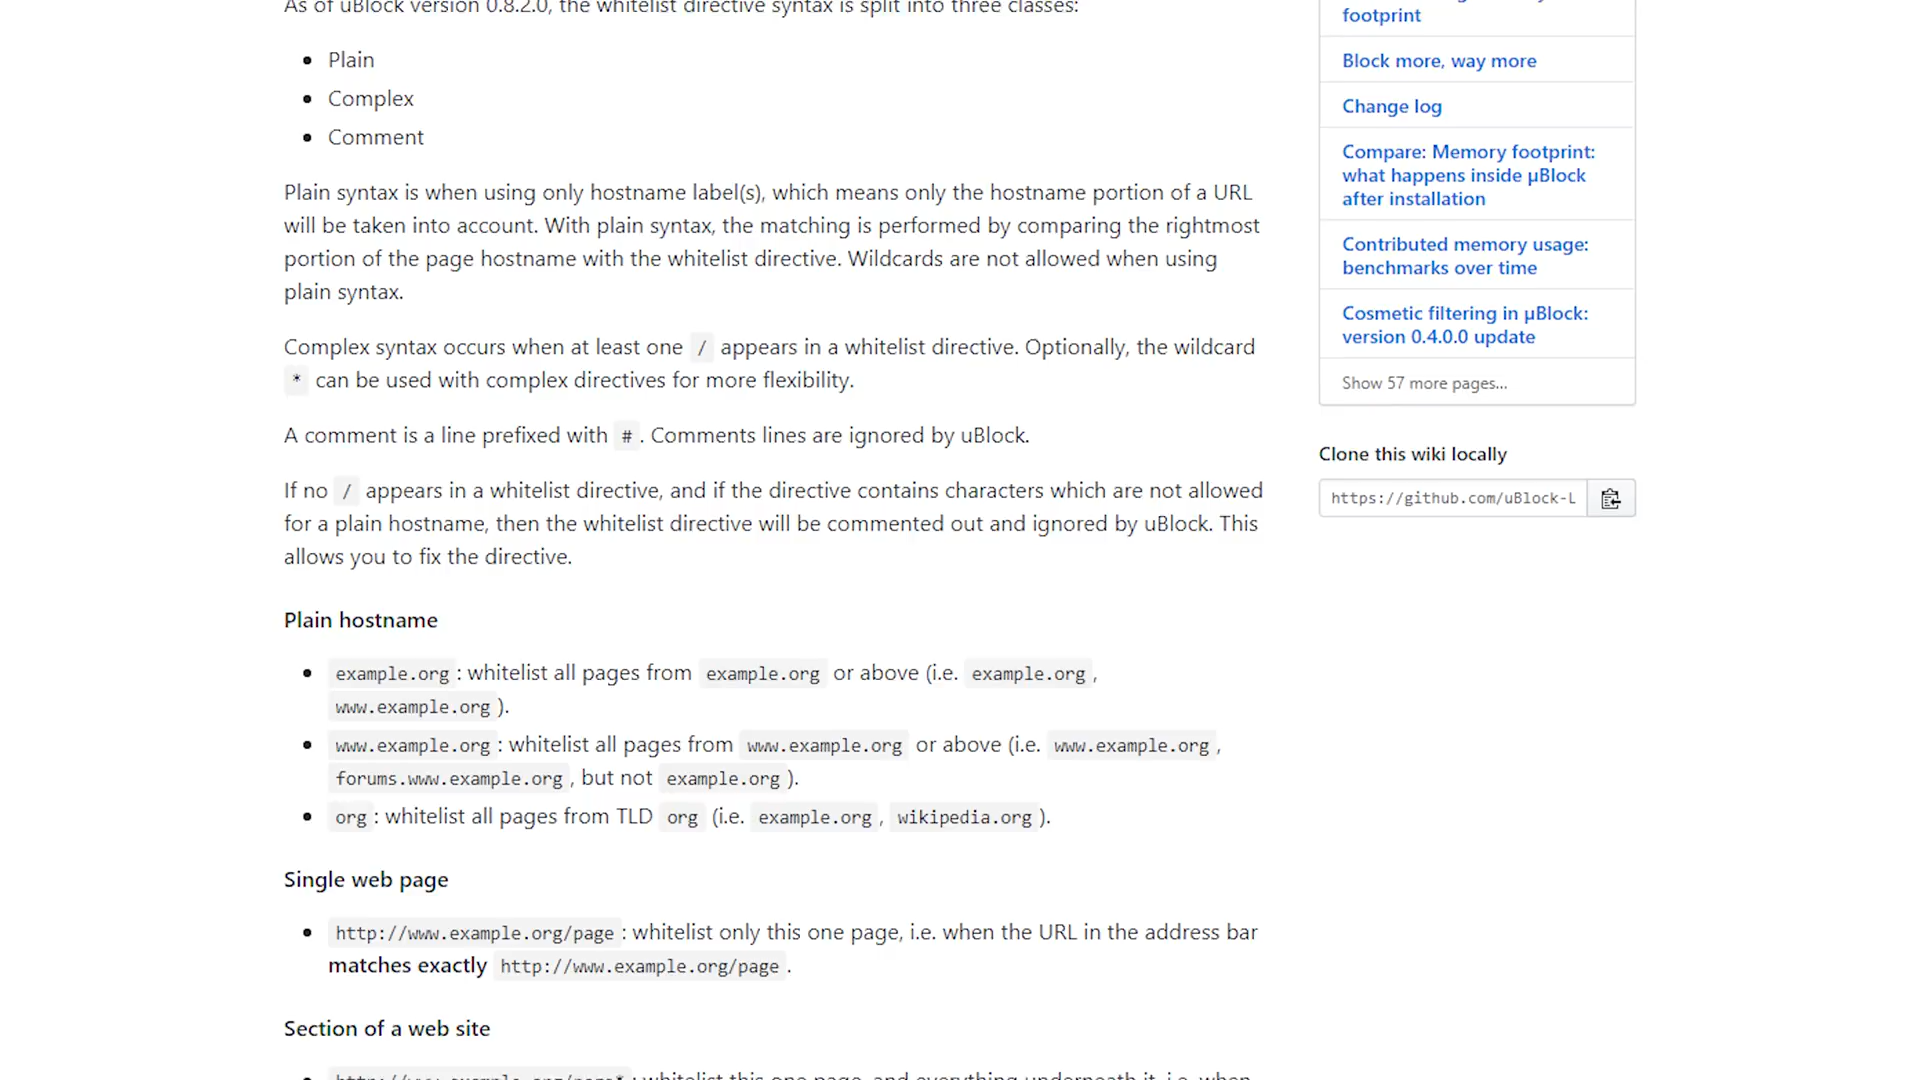 As of uBlock version 0.8.2.0, the whitelist directive syntax is split into three classes:
Plain
Complex
Comment
Plain syntax is when using only hostname label(s), which means only the hostname portion of a URL
will be taken into account. With plain syntax, the matching is performed by comparing the rightmost
portion of the page hostname with the whitelist directive. Wildcards are not allowed when using
plain syntax.
Complex syntax occurs when at least one / appears in a whitelist directive. Optionally, the wildcard
* can be used with complex directives for more flexibility.
A comment is a line prefixed with #. Comments lines are ignored by uBlock.
If no / appears in a whitelist directive, and if the directive contains characters which are not allowed
for a plain hostname, then the whitelist directive will be commented out and ignored by uBlock. This
allows you to fix the directive.
Plain hostname
example.org: whitelist all pages from example.org or above (i.e. example.org,
www.example.org).
www.example.org: whitelist all pages from www.example.org or above (i.e. www.example.org,
forums.www.example.org, but not example.org).
org: whitelist all pages from TLD org (i.e. example.org, wikipedia.org).
Single web page
http://www.example.org/page: whitelist only this one page, i.e. when the URL in the address bar
matches exactly http://www.example.org/page.
Section of a web site
http://www.example.org/page*: whitelist this one page, and everything underneath it, i.e. when
footprint
Block more, way more
Change log
Compare: Memory footprint:
what happens inside µBlock
after installation
Contributed memory usage:
benchmarks over time
Cosmetic filtering in µBlock:
version 0.4.0.0 update
Show 57 more pages...
Clone this wiki locally
https://github.com/uBlock-L